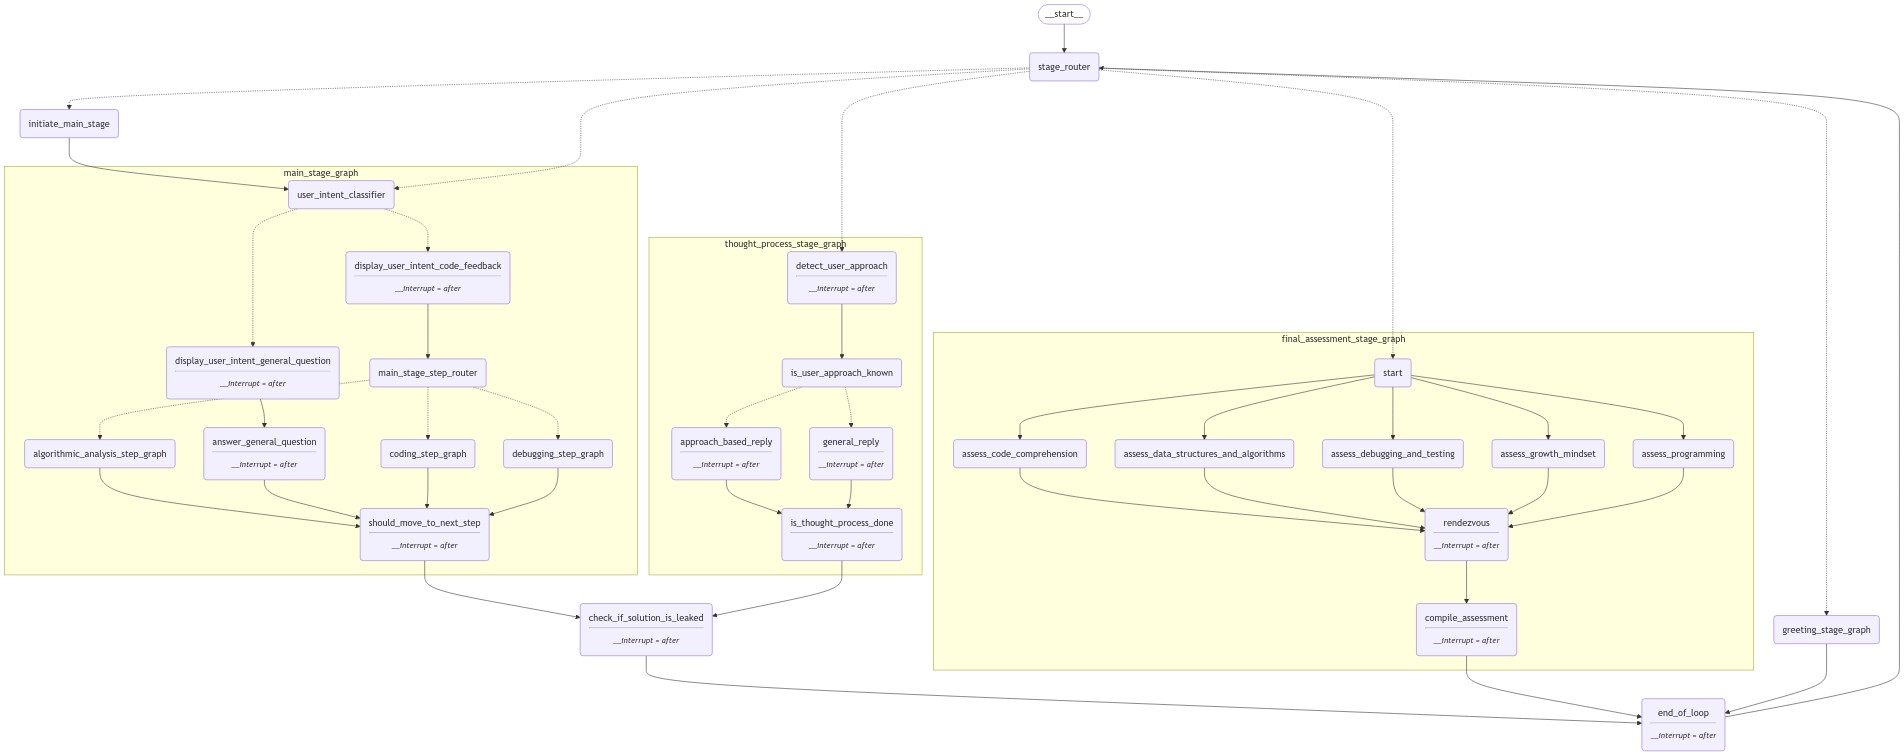 __start__
stage_router
initiate_main_stage
main_stage_graph
user_intent_classifier
display_user_intent_code_feedback
__Interrupt = after
display_user_intent_general_question
__Interrupt = after
main_stage_step_router
algorithmic_analysis_step_graph
answer_general_question
__Interrupt = after
coding_step_graph
debugging_step_graph
should_move_to_next_step
__Interrupt = after
thought_process_stage_graph
detect_user_approach
__Interrupt = after
is_user_approach_known
approach_based_reply
__Interrupt = after
general_reply
__Interrupt = after
is_thought_process_done
__Interrupt = after
final_assessment_stage_graph
start
assess_code_comprehension
assess_data_structures_and_algorithms
assess_debugging_and_testing
assess_growth_mindset
assess_programming
rendezvous
__Interrupt = after
compile_assessment
__Interrupt = after
check_if_solution_is_leaked
__Interrupt = after
greeting_stage_graph
end_of_loop
__Interrupt = after